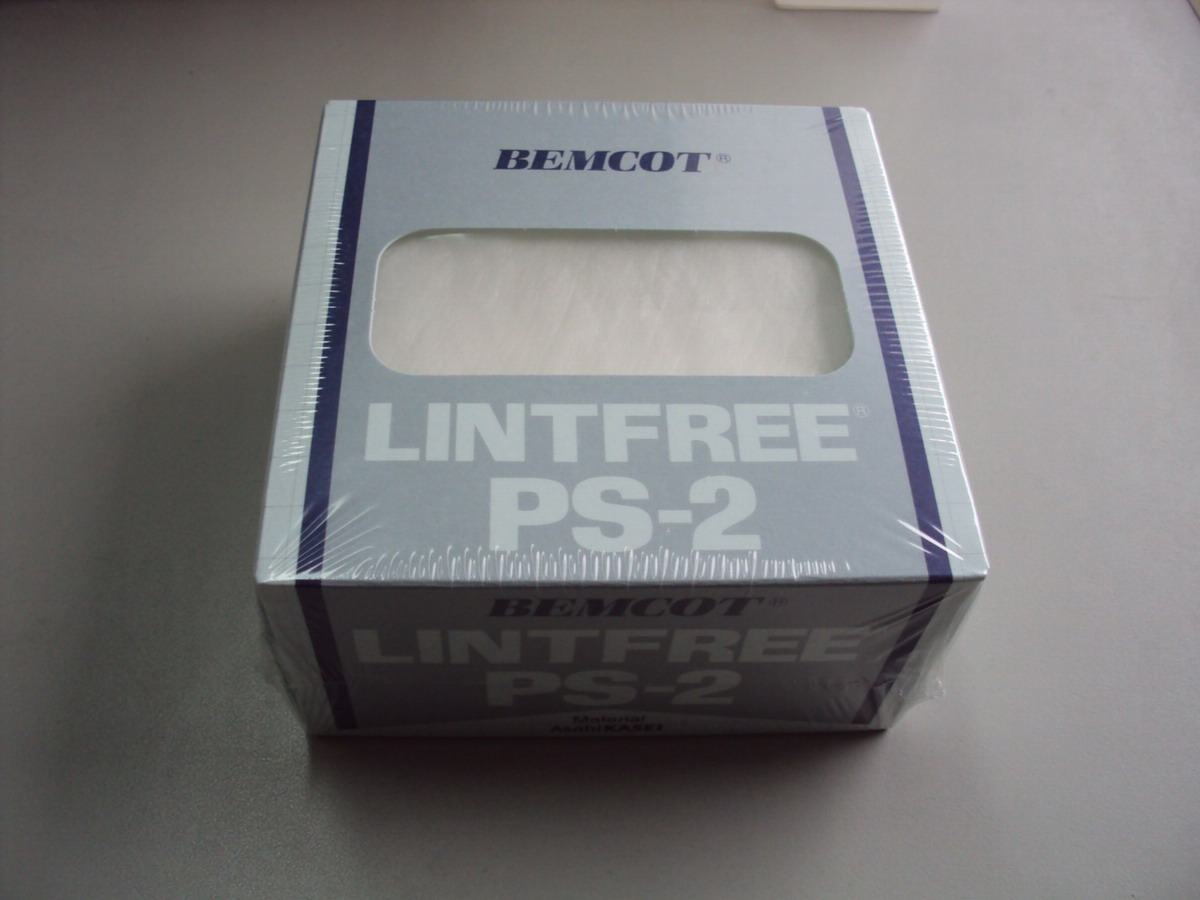 BEMCOT®
LINTFREE®
PS-2
BEMCOT®
LINTFREE
PS-2
Material
AsahiKASEI